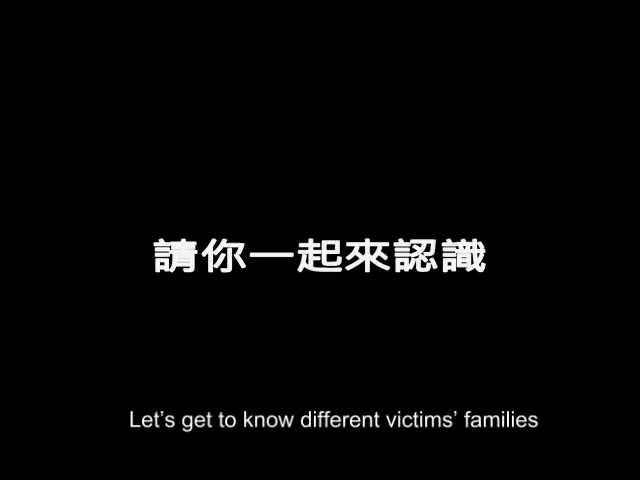 請你一起來認識
Let's get to know different victims' families